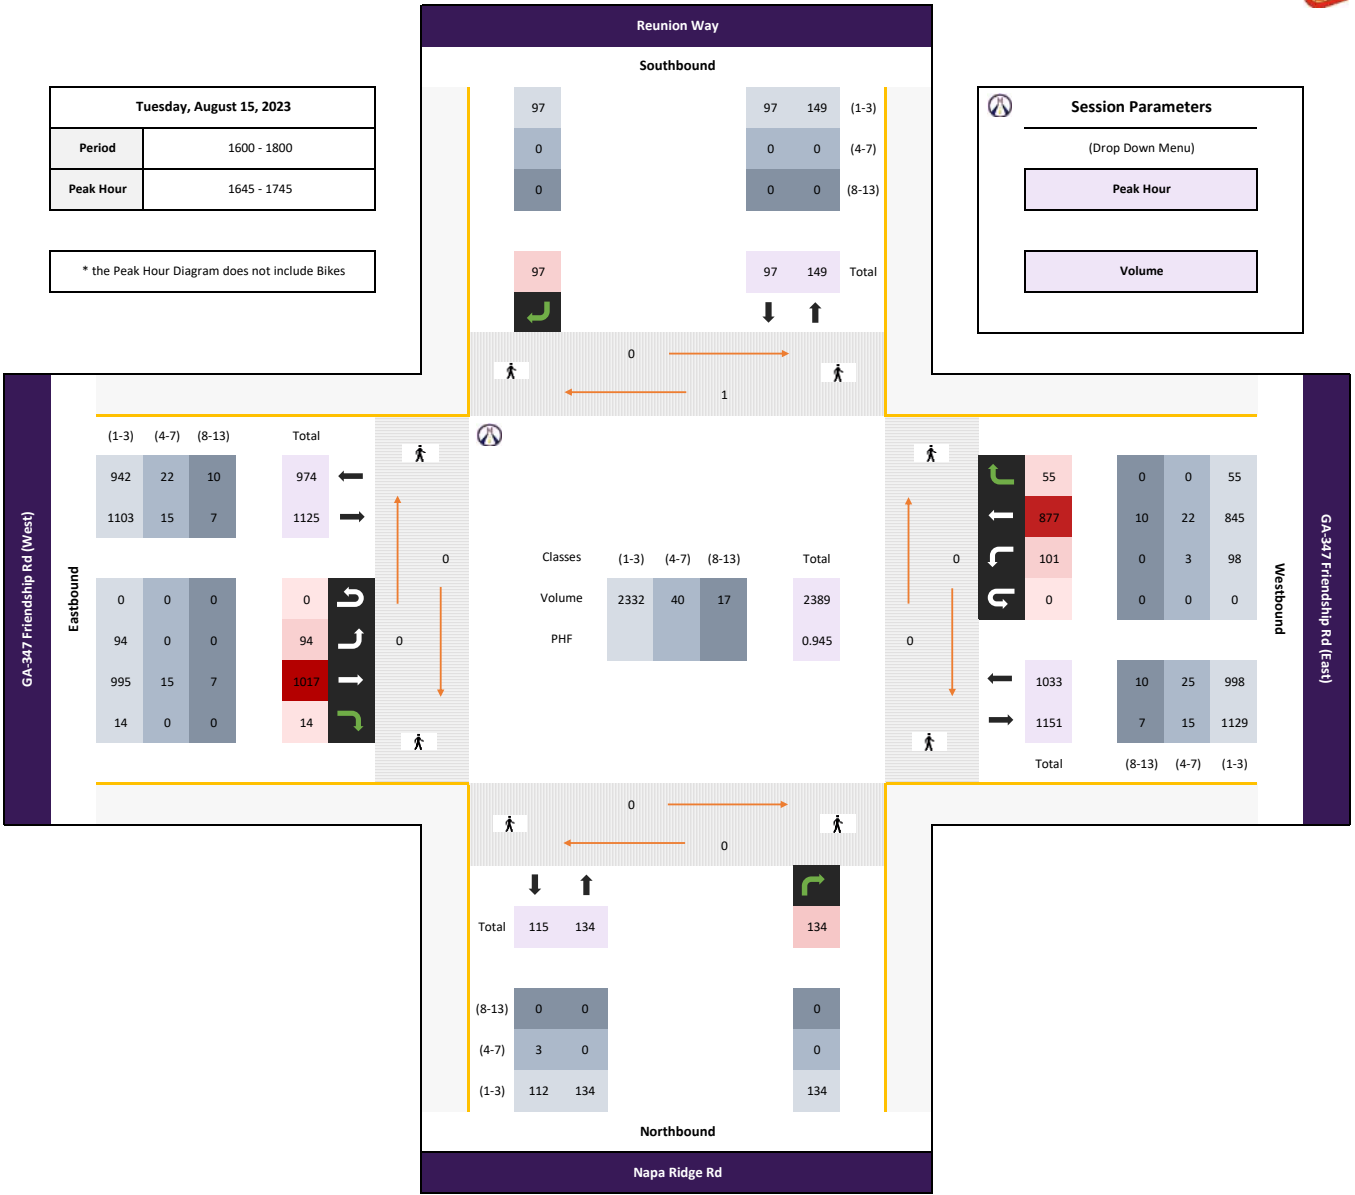 Reunion Way
Southbound
Tuesday, August 15, 2023
Period 1600 - 1800
Peak Hour 1645 - 1745
* the Peak Hour Diagram does not include Bikes
97 97 149 (1-3)
0 0 0 (4-7)
0 0 0 (8-13)
97 97 149 Total
Session Parameters
(Drop Down Menu)
Peak Hour
Volume
0
1
GA-347 Friendship Rd (West)
Eastbound
(1-3) (4-7) (8-13) Total
942 22 10 974
1103 15 7 1125
0 0 0 0
94 0 0 94
995 15 7 1017
14 0 0 14
0
0
Classes (1-3) (4-7) (8-13) Total
Volume 2332 40 17 2389
PHF 0.945
0
0
55 0 0 55
877 10 22 845
101 0 3 98
0 0 0 0
1033 10 25 998
1151 7 15 1129
Total (8-13) (4-7) (1-3)
Westbound
GA-347 Friendship Rd (East)
0
0
Total 115 134 134
(8-13) 0 0 0
(4-7) 3 0 0
(1-3) 112 134 134
Northbound
Napa Ridge Rd